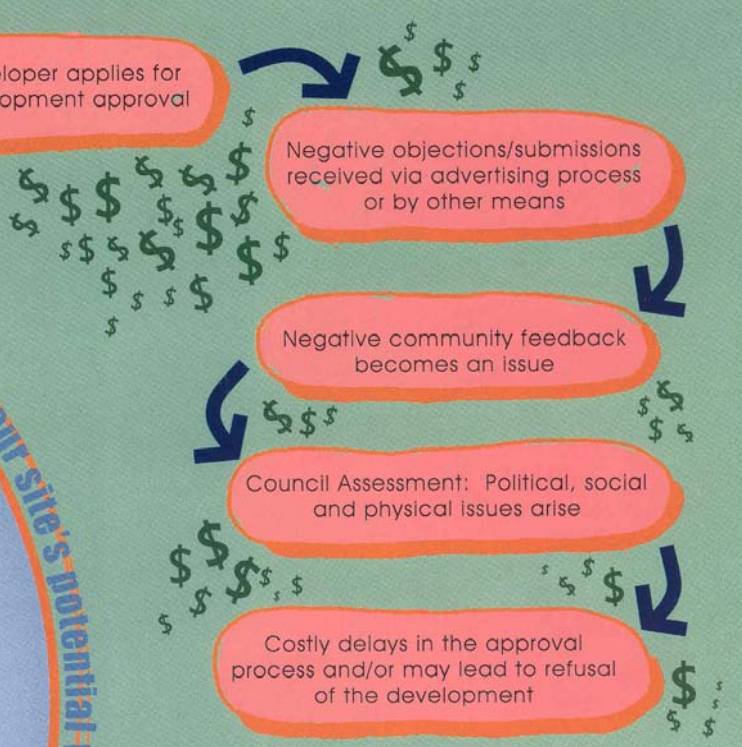 eloper applies for
opment approval
Negative objections/submissions
received via advertising process
or by other means
Negative community feedback
becomes an issue
Council Assessment: Political, social
and physical issues arise
Costly delays in the approval
process and/or may lead to refusal
of the development
ur site's potential